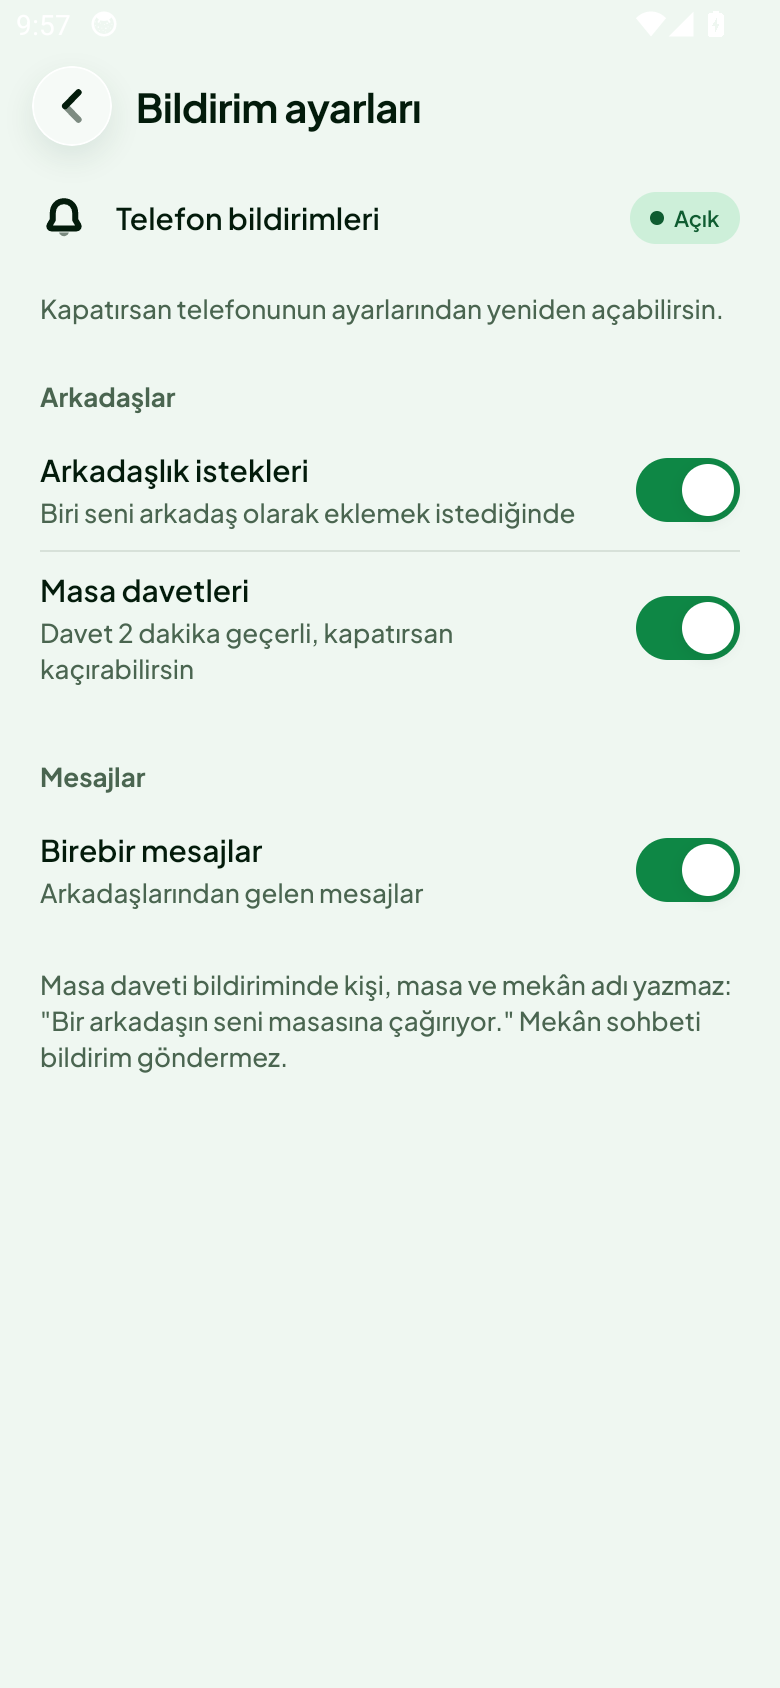 9:57
Bildirim ayarları
Telefon bildirimleri
Açık
Kapatırsan telefonunun ayarlarından yeniden açabilirsin.
Arkadaşlar
Arkadaşlık istekleri
Biri seni arkadaş olarak eklemek istediğinde
Masa davetleri
Davet 2 dakika geçerli, kapatırsan
kaçırabilirsin
Mesajlar
Birebir mesajlar
Arkadaşlarından gelen mesajlar
Masa daveti bildiriminde kişi, masa ve mekân adı yazmaz:
"Bir arkadaşın seni masasına çağırıyor." Mekân sohbeti
bildirim göndermez.